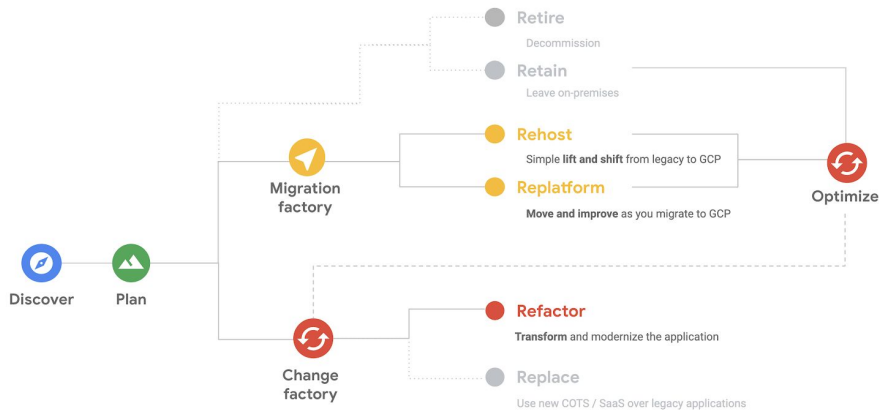 Retire
Decommission
Retain
Leave on-premises
Rehost
Simple lift and shift from legacy to GCP
Migration
factory
Replatform
Move and improve as you migrate to GCP
Optimize
Discover
Plan
Refactor
Transform and modernize the application
Change
factory
Replace
Use new COTS / SaaS over legacy applications